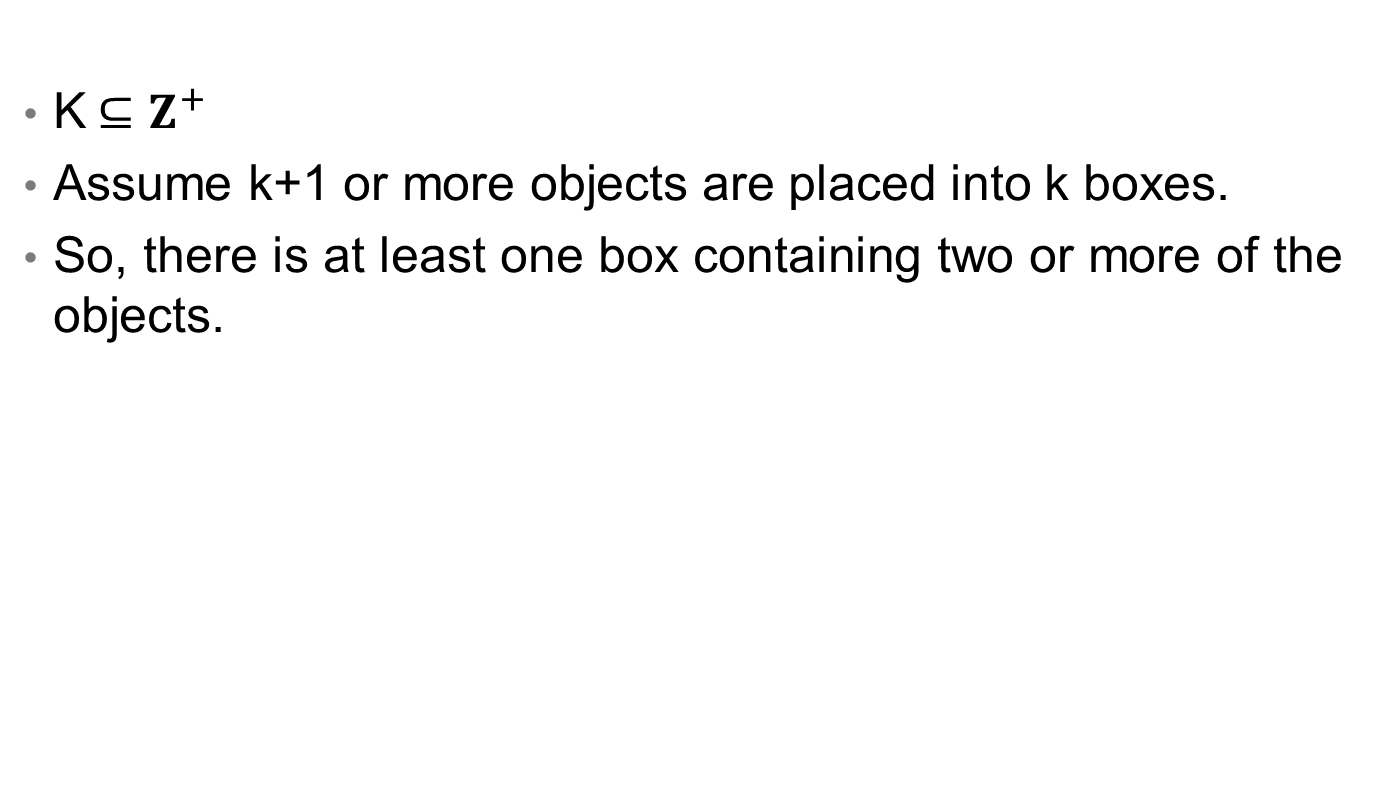 • K ⊆ 𝐙⁺
• Assume k+1 or more objects are placed into k boxes.
• So, there is at least one box containing two or more of the
objects.